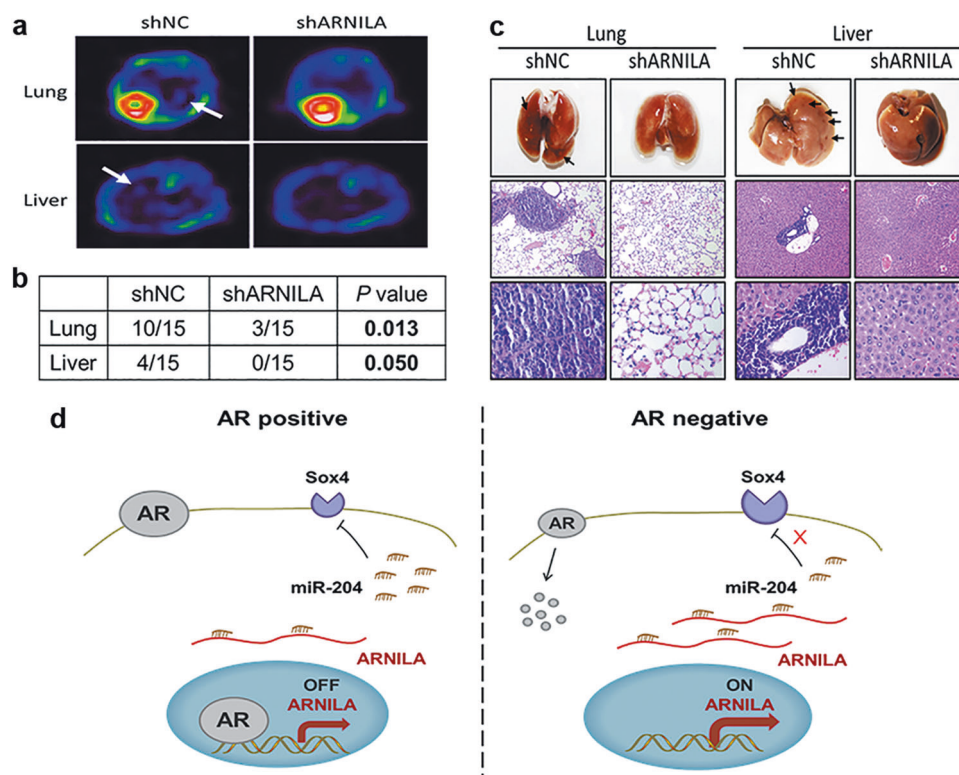 a
shNC shARNILA
Lung
Liver
b
shNC shARNILA P value
Lung 10/15 3/15 0.013
Liver 4/15 0/15 0.050
c
Lung Liver
shNC shARNILA shNC shARNILA
d
AR positive
Sox4
AR
miR-204
ARNILA
OFF
ARNILA
AR
AR negative
Sox4
AR
X
miR-204
ARNILA
ON
ARNILA